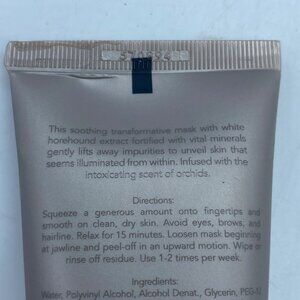 This soothing transformative mask with white
horehound extract fortified with vital minerals
gently lifts away impurities to unveil skin that
seems illuminated from within. Infused with the
intoxicating scent of orchids.
Directions:
Squeeze a generous amount onto fingertips and
smooth on clean, dry skin. Avoid eyes, brows, and
hairline. Relax for 15 minutes. Loosen mask beginning
at jawline and peel-off in an upward motion. Wipe or
rinse off residue. Use 1-2 times per week.
Ingredients:
Water, Polyvinyl Alcohol, Alcohol Denat., Glycerin,